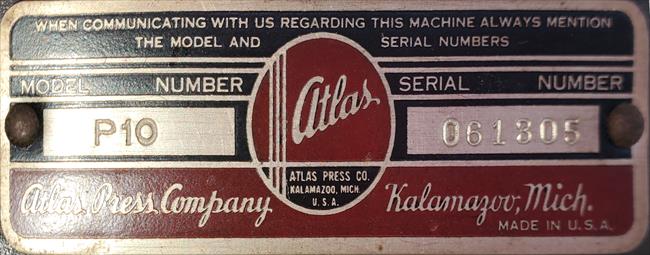 WHEN COMMUNICATING WITH US REGARDING THIS MACHINE ALWAYS MENTION
THE MODEL AND SERIAL NUMBERS
MODEL NUMBER
P10
Atlas
ATLAS PRESS CO.
KALAMAZOO, MICH.
U.S.A.
SERIAL NUMBER
061305
Atlas Press Company
Kalamazoo, Mich.
MADE IN U.S.A.